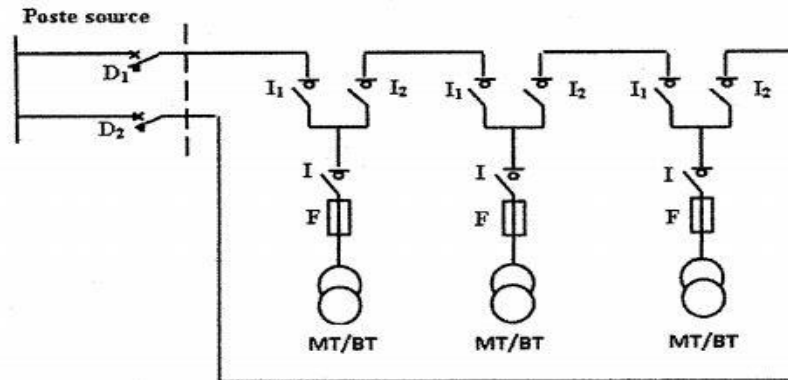 Poste source
D1
D2
I1 I2 I1 I2 I1 I2
I I I
F F F
MT/BT MT/BT MT/BT